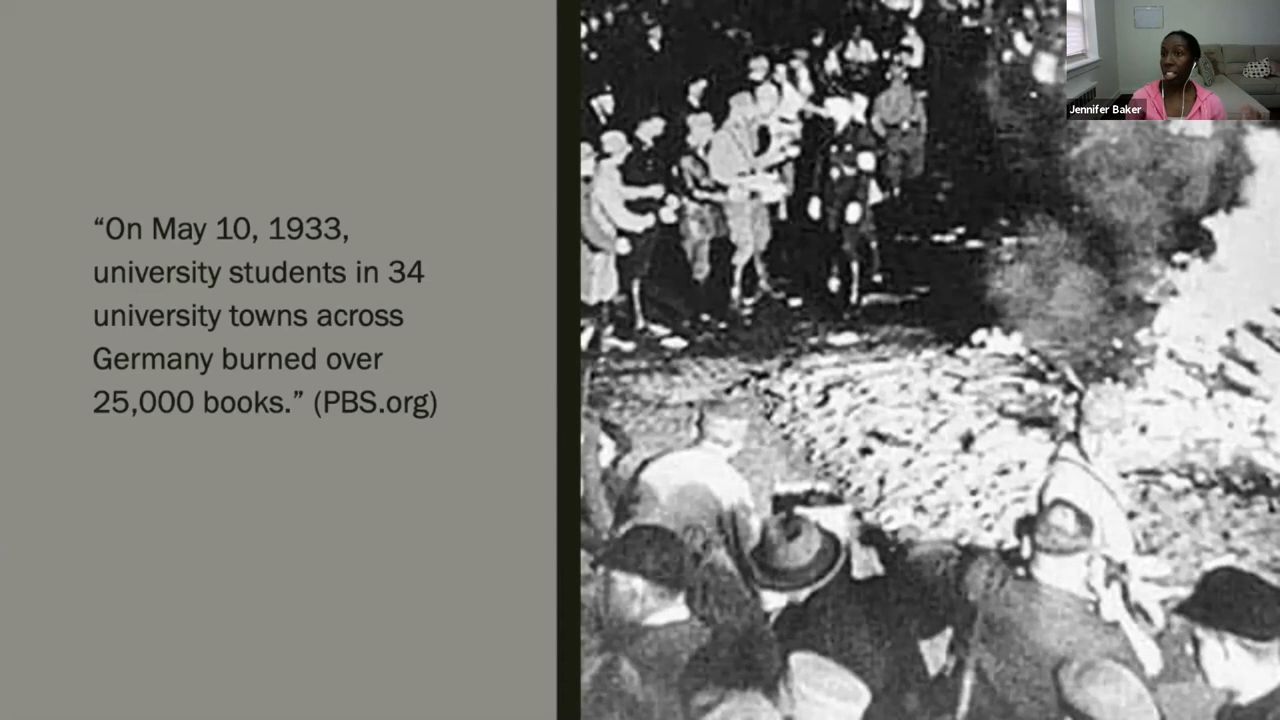 “On May 10, 1933,
university students in 34
university towns across
Germany burned over
25,000 books.” (PBS.org)
Jennifer Baker